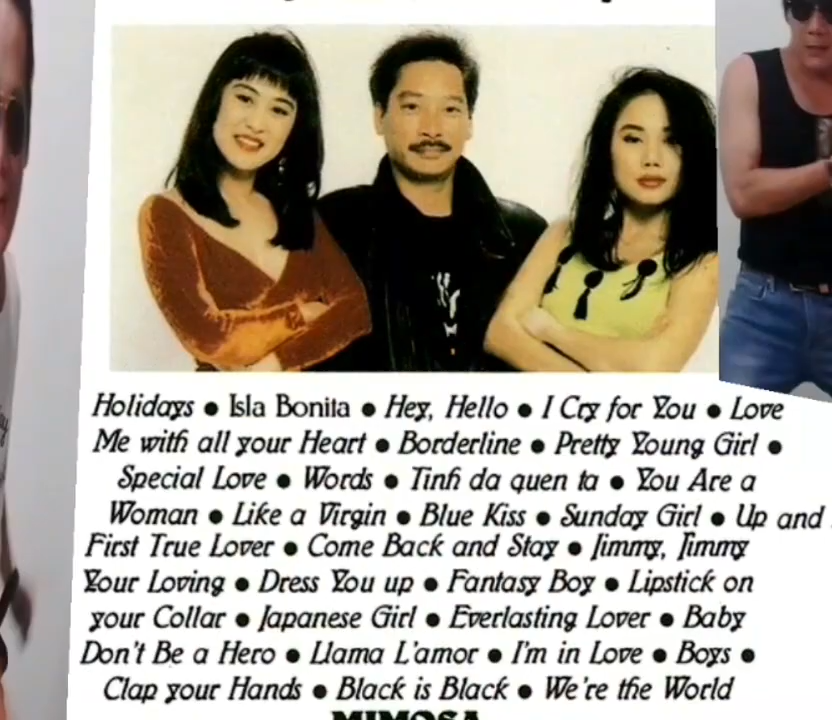 Holidays • Isla Bonita • Hey, Hello • I Cry for You • Love
Me with all your Heart • Borderline • Pretty Young Girl •
Special Love • Words • Tinh da quen ta • You Are a
Woman • Like a Virgin • Blue Kiss • Sunday Girl • Up and
First True Lover • Come Back and Stay • Jimmy, Jimmy
Your Loving • Dress You up • Fantasy Boy • Lipstick on
your Collar • Japanese Girl • Everlasting Lover • Baby
Don't Be a Hero • Llama L'amor • I'm in Love • Boys •
Clap your Hands • Black is Black • We're the World
MIMOSA